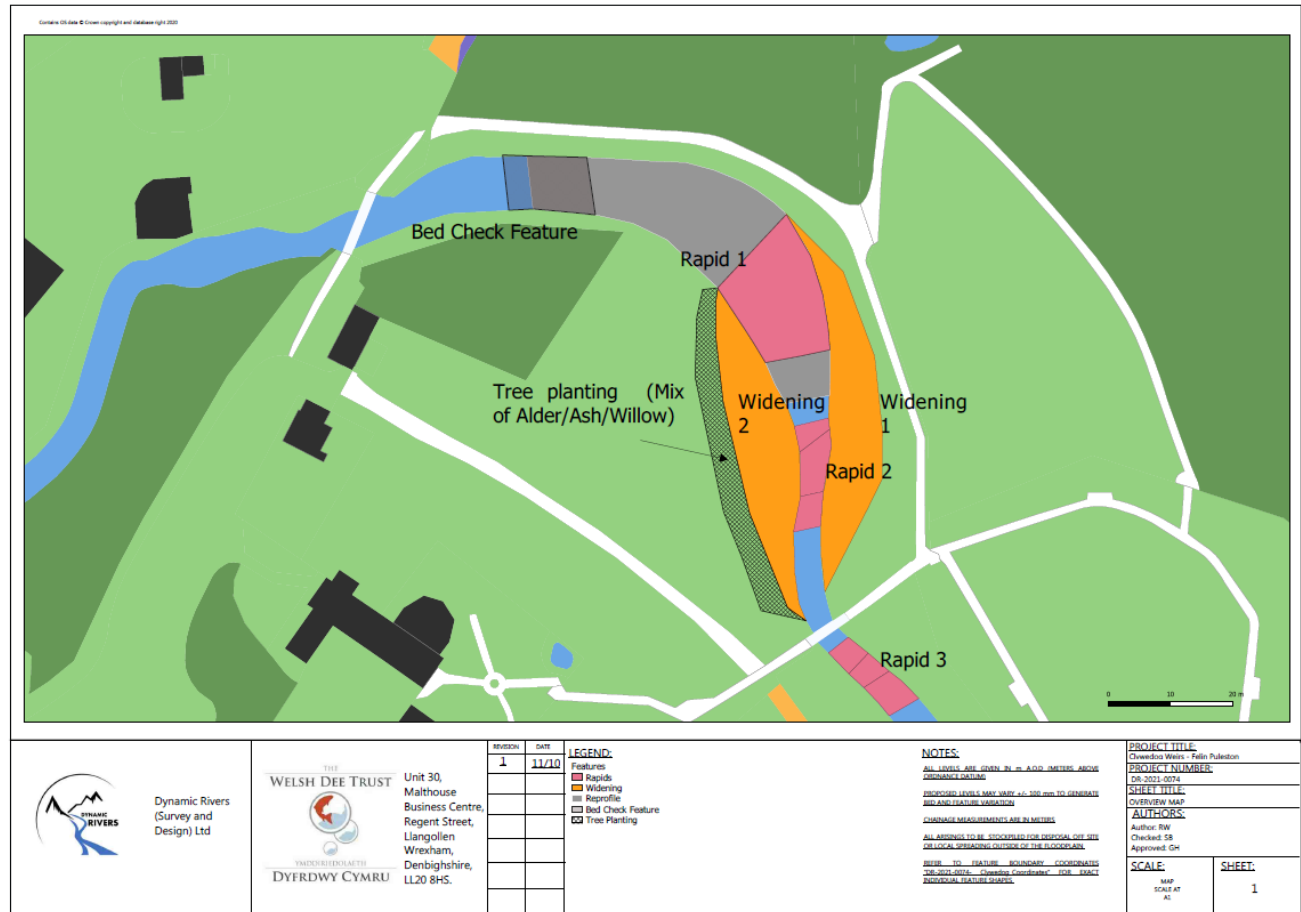 Contains OS data © Crown copyright and database right 2020
Bed Check Feature
Rapid 1
Tree planting (Mix
of Alder/Ash/Willow)
Widening
2
Widening
1
Rapid 2
Rapid 3
0 10 20 m
DYNAMIC
RIVERS
Dynamic Rivers
(Survey and
Design) Ltd
THE
WELSH DEE TRUST
YMDDIRIEDOLAETH
DYFRDWY CYMRU
Unit 30,
Malthouse
Business Centre,
Regent Street,
Llangollen
Wrexham,
Denbighshire,
LL20 8HS.
REVISION DATE
1 11/10
LEGEND:
Features
Rapids
Widening
Reprofile
Bed Check Feature
Tree Planting
NOTES:
ALL LEVELS ARE GIVEN IN m A.O.D (METERS ABOVE
ORDNANCE DATUM)
PROPOSED LEVELS MAY VARY +/- 100 mm TO GENERATE
BED AND FEATURE VARIATION
CHAINAGE MEASUREMENTS ARE IN METERS
ALL ARISINGS TO BE STOCKPILED FOR DISPOSAL OFF SITE
OR LOCAL SPREADING OUTSIDE OF THE FLOODPLAIN.
REFER TO FEATURE BOUNDARY COORDINATES
"DR-2021-0074- Clywedog Coordinates" FOR EXACT
INDIVIDUAL FEATURE SHAPES.
PROJECT TITLE:
Clywedog Weirs - Felin Puleston
PROJECT NUMBER:
DR-2021-0074
SHEET TITLE:
OVERVIEW MAP
AUTHORS:
Author: RW
Checked: SB
Approved: GH
SCALE:
MAP
SCALE AT
A1
SHEET:
1